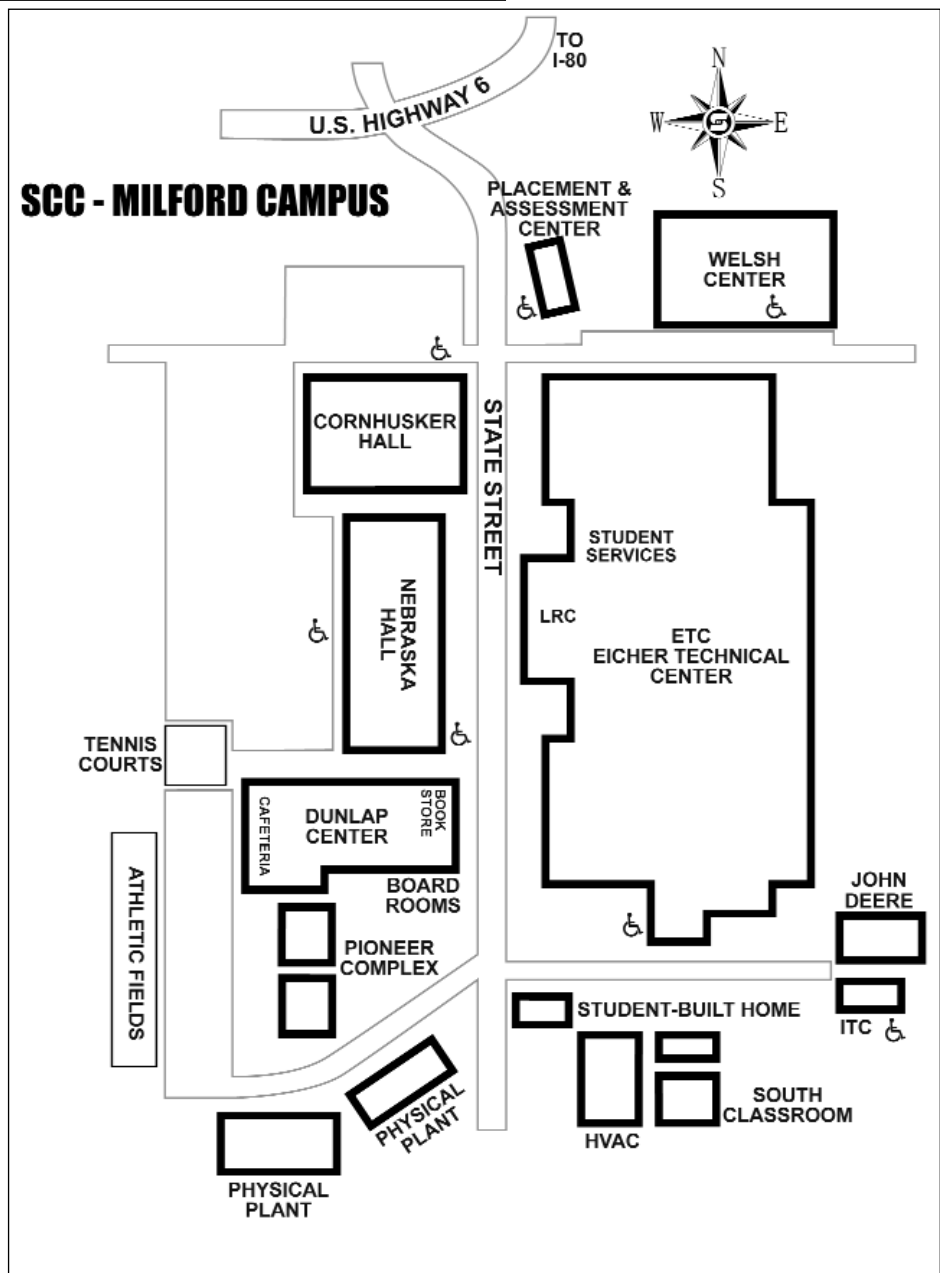 TO
I-80
U.S. HIGHWAY 6
N
W
E
S
SCC - MILFORD CAMPUS
PLACEMENT &
ASSESSMENT
CENTER
WELSH
CENTER
CORNHUSKER
HALL
STATE STREET
STUDENT
SERVICES
NEBRASKA
HALL
LRC
ETC
EICHER TECHNICAL
CENTER
TENNIS
COURTS
CAFETERIA
DUNLAP
CENTER
BOOK
STORE
BOARD
ROOMS
ATHLETIC FIELDS
JOHN
DEERE
PIONEER
COMPLEX
STUDENT-BUILT HOME
ITC
SOUTH
CLASSROOM
HVAC
PHYSICAL
PLANT
PHYSICAL
PLANT